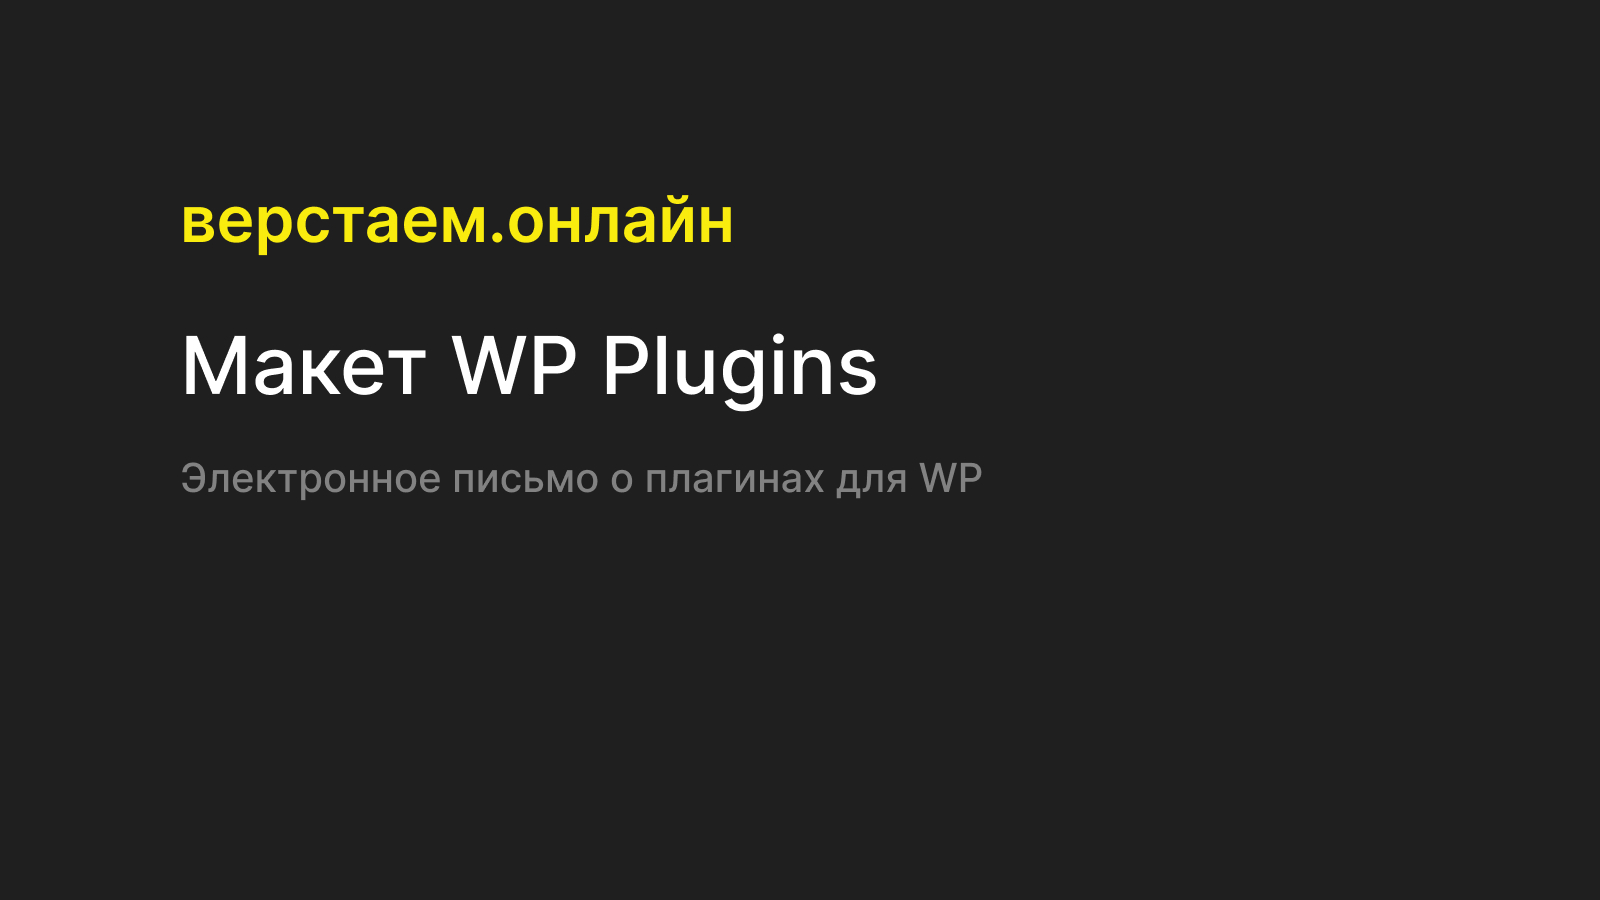 верстаем.онлайн
Макет WP Plugins
Электронное письмо о плагинах для WP